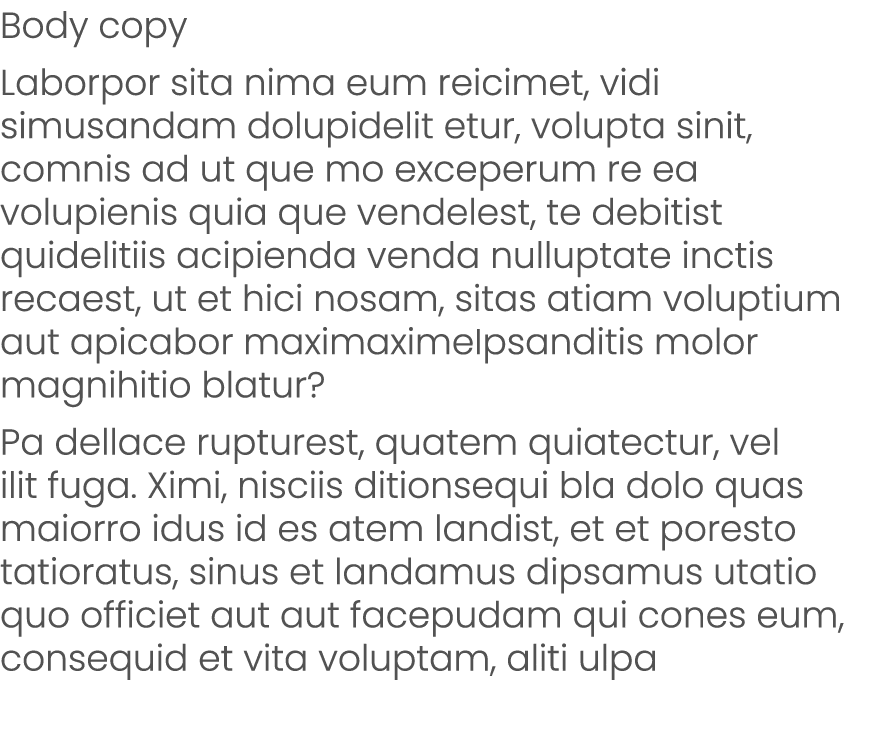 Body copy
Laborpor sita nima eum reicimet, vidi
simusandam dolupidelit etur, volupta sinit,
comnis ad ut que mo exceperum re ea
volupienis quia que vendelest, te debitist
quidelitiis acipienda venda nulluptate inctis
recaest, ut et hici nosam, sitas atiam voluptium
aut apicabor maximaximeIpsanditis molor
magnihitio blatur?
Pa dellace rupturest, quatem quiatectur, vel
ilit fuga. Ximi, nisciis ditionsequi bla dolo quas
maiorro idus id es atem landist, et et poresto
tatioratus, sinus et landamus dipsamus utatio
quo officiet aut aut facepudam qui cones eum,
consequid et vita voluptam, aliti ulpa